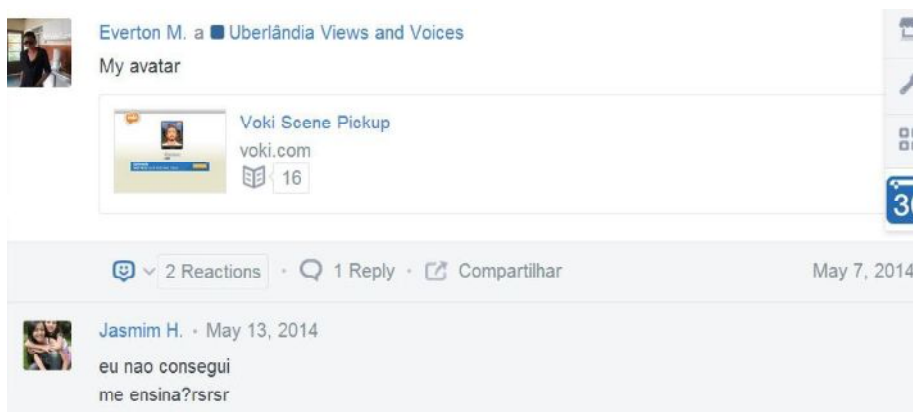 Everton M. a Uberlândia Views and Voices
My avatar
Voki Scene Pickup
voki.com
16
2 Reactions · 1 Reply · Compartilhar May 7, 2014
Jasmim H. · May 13, 2014
eu nao consegui
me ensina?rsrsr